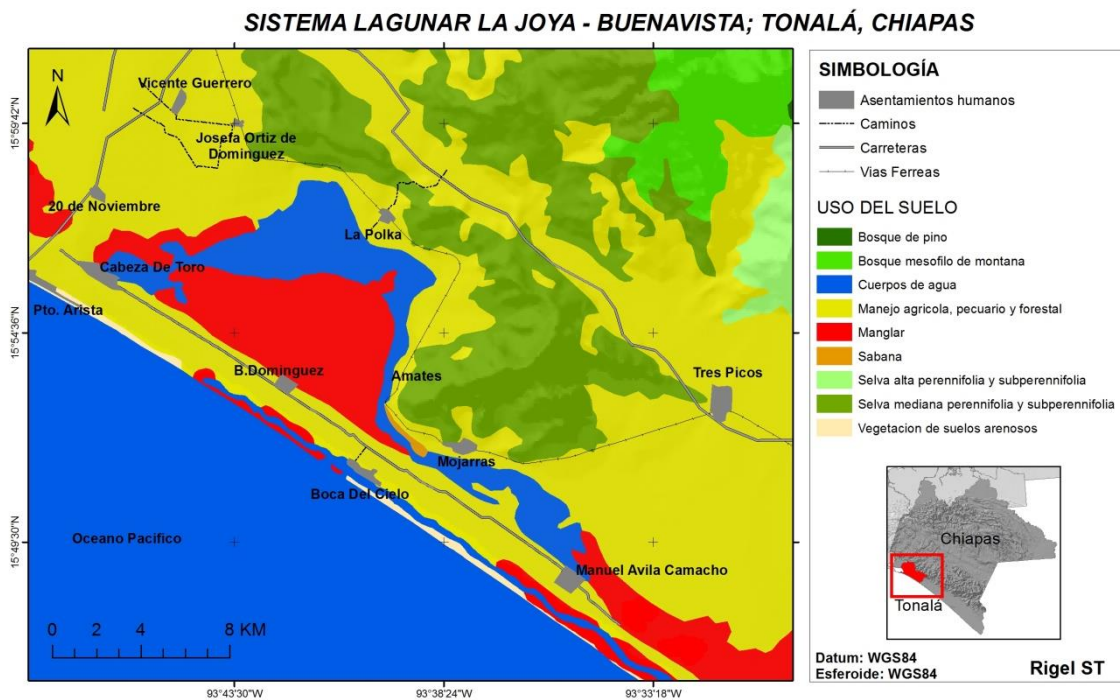 SISTEMA LAGUNAR LA JOYA - BUENAVISTA; TONALÁ, CHIAPAS
N
Vicente Guerrero
Josefa Ortiz de
Dominguez
20 de Noviembre
La Polka
Cabeza De Toro
Pto. Arista
B.Dominguez
Amates
Tres Picos
Mojarras
Boca Del Cielo
Oceano Pacifico
Manuel Avila Camacho
0 2 4 8 KM
15°59'42"N
15°54'36"N
15°49'30"N
93°43'30"W
93°38'24"W
93°33'18"W
SIMBOLOGÍA
Asentamientos humanos
Caminos
Carreteras
Vias Ferreas
USO DEL SUELO
Bosque de pino
Bosque mesofilo de montana
Cuerpos de agua
Manejo agricola, pecuario y forestal
Manglar
Sabana
Selva alta perennifolia y subperennifolia
Selva mediana perennifolia y subperennifolia
Vegetacion de suelos arenosos
Chiapas
Tonalá
Datum: WGS84
Esferoide: WGS84
Rigel ST